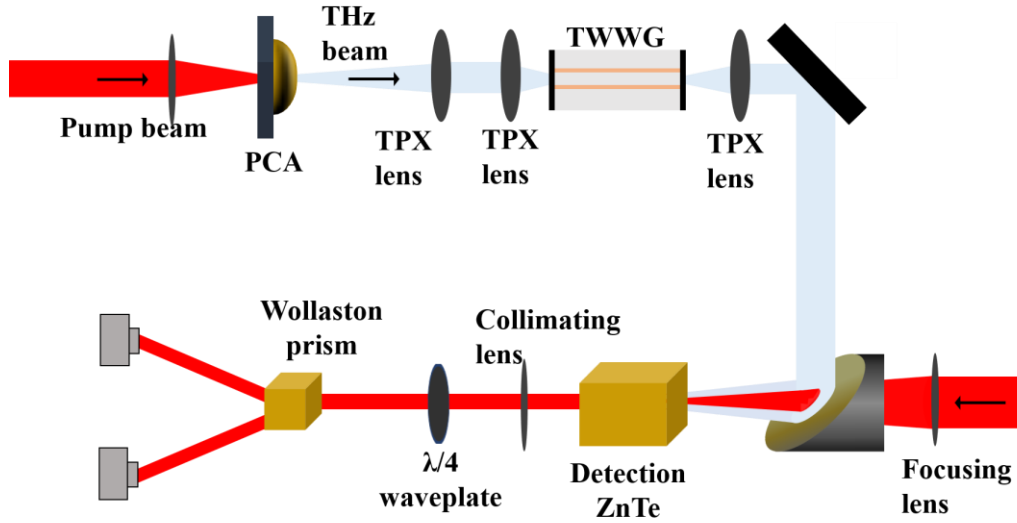 THz
beam
TWWG
Pump beam
PCA
TPX
lens
TPX
lens
TPX
lens
Wollaston
prism
Collimating
lens
λ/4
waveplate
Detection
ZnTe
Focusing
lens